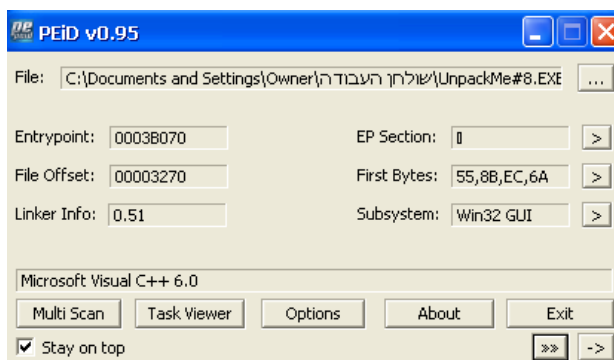 PEiD v0.95
File: C:\Documents and Settings\Owner\שולחן העבודה\UnpackMe#8.EXE ...
Entrypoint: 0003B070 EP Section: >
File Offset: 00003270 First Bytes: 55,8B,EC,6A >
Linker Info: 0.51 Subsystem: Win32 GUI >
Microsoft Visual C++ 6.0
Multi Scan Task Viewer Options About Exit
Stay on top »» ->